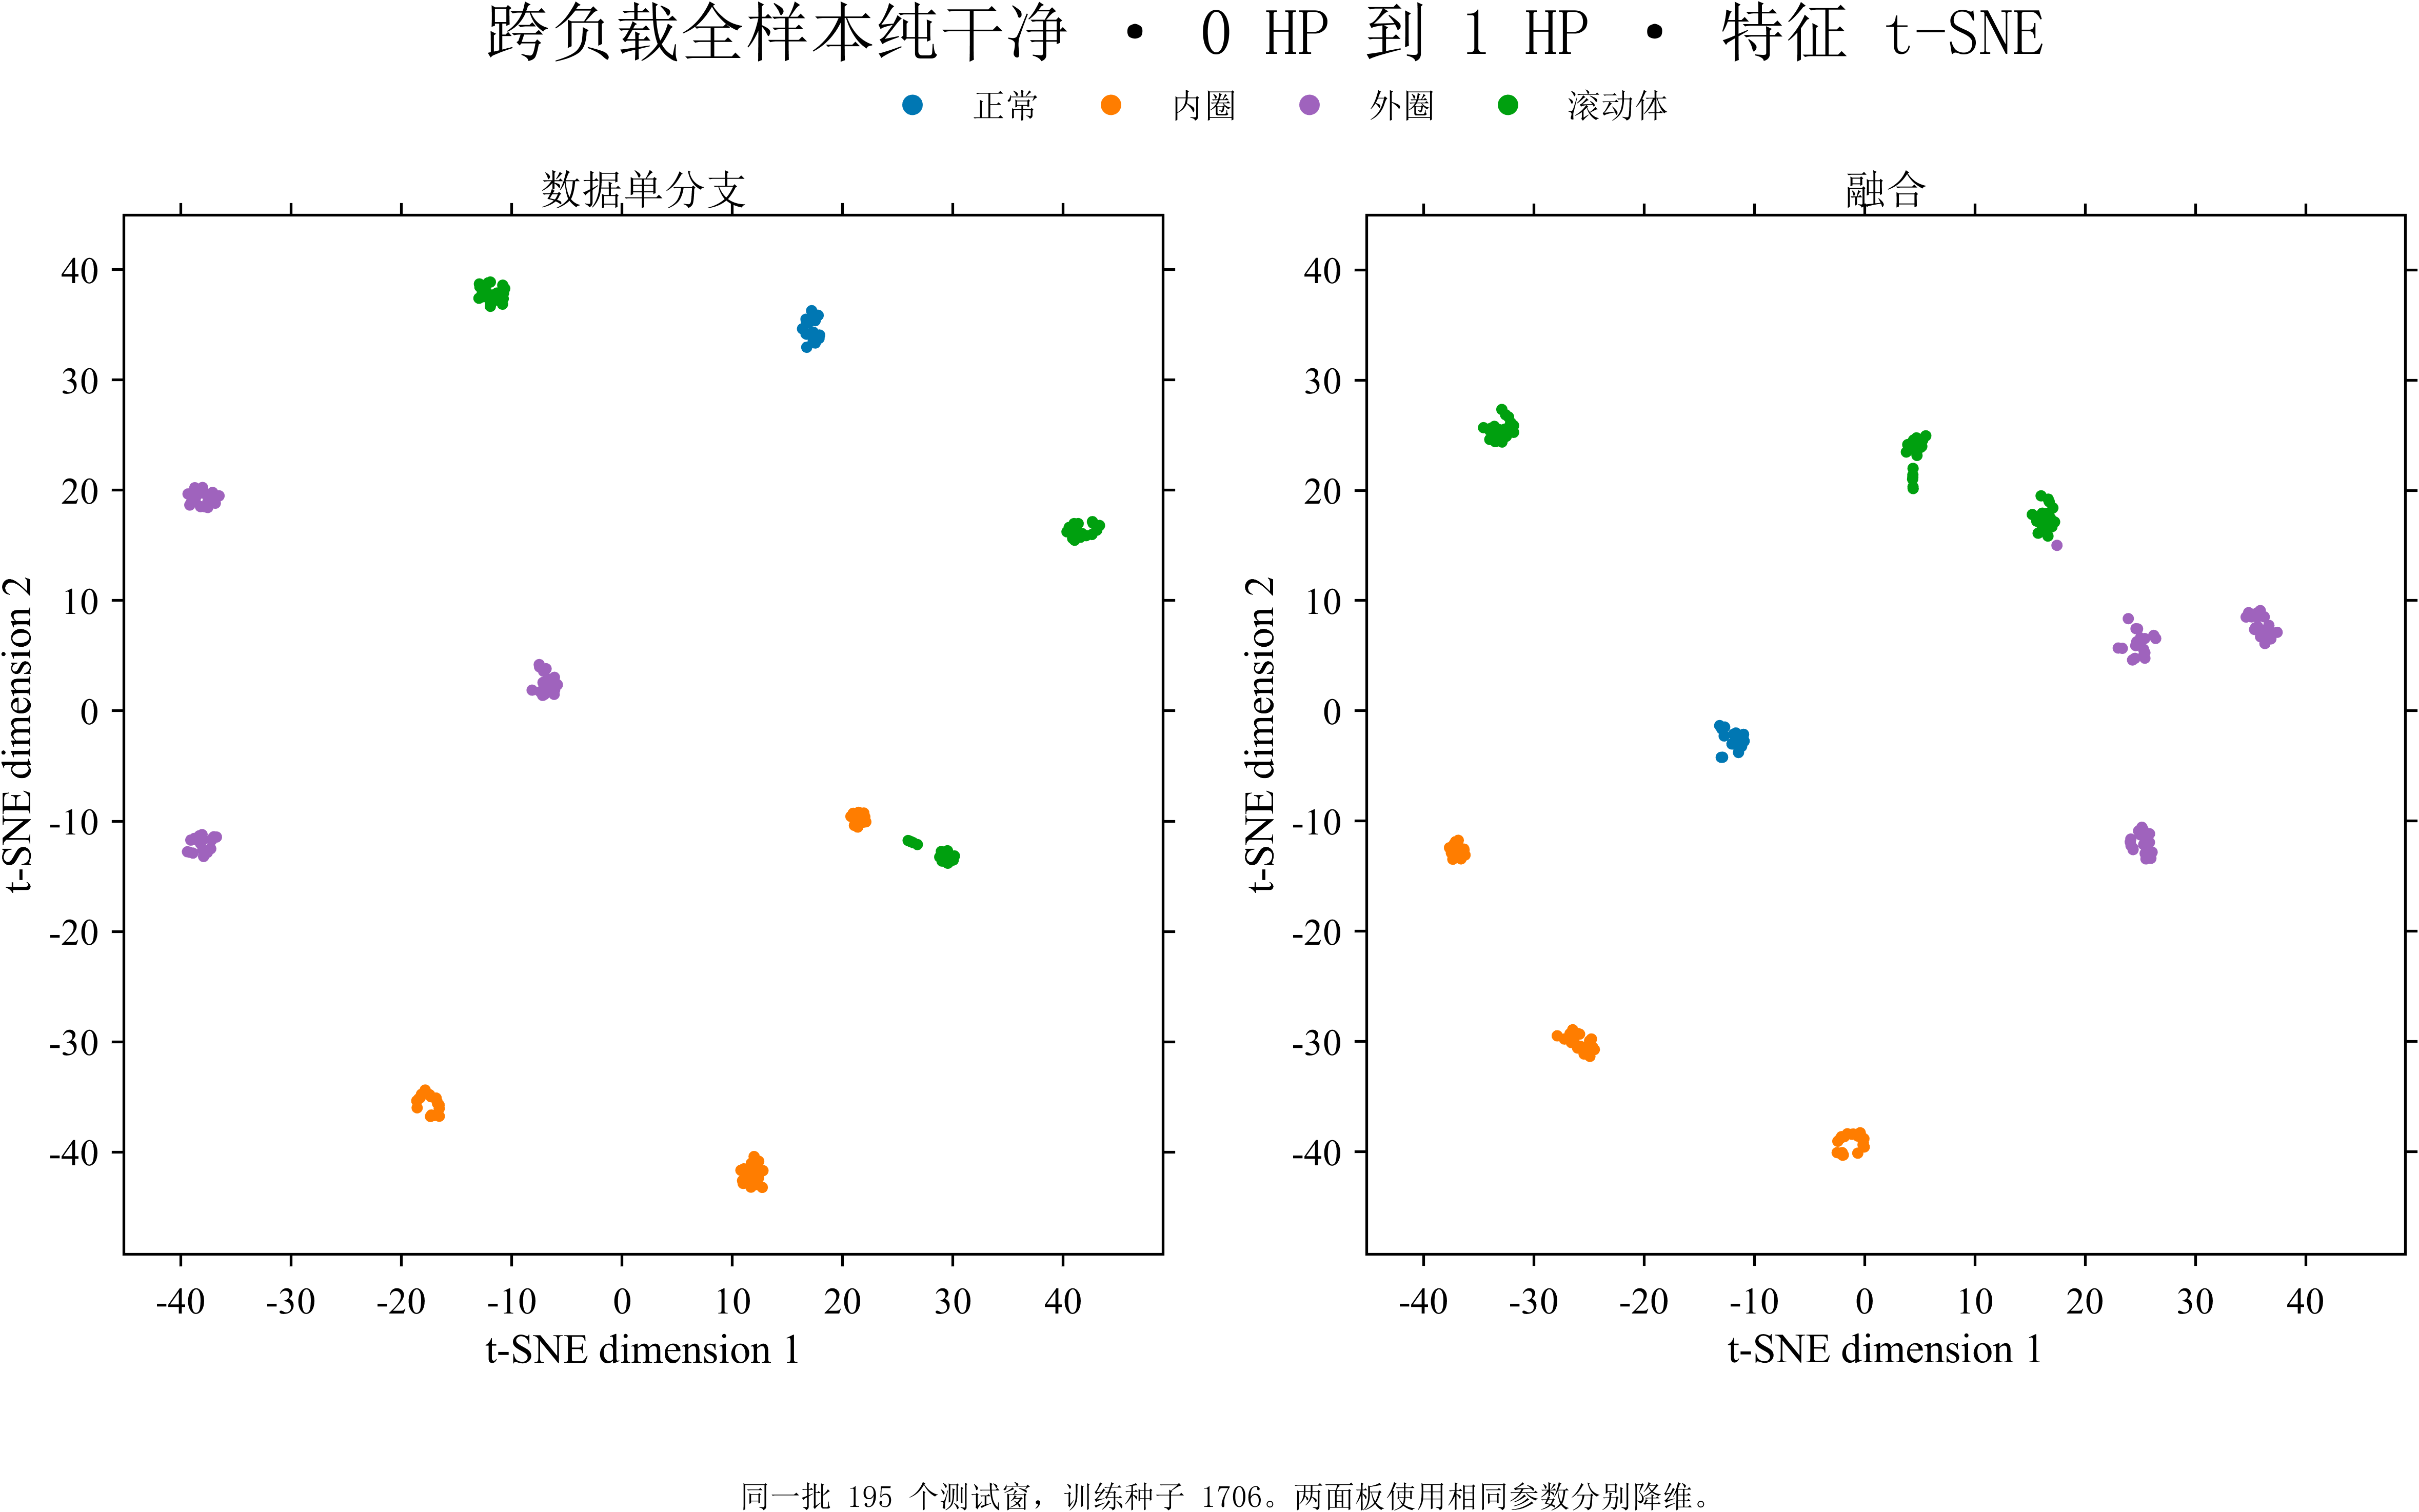 跨负载全样本纯干净 · 0 HP 到 1 HP · 特征 t-SNE
正常 内圈 外圈 滚动体
数据单分支
40
30
20
10
0
-10
-20
-30
-40
t-SNE dimension 2
-40 -30 -20 -10 0 10 20 30 40
t-SNE dimension 1
融合
40
30
20
10
0
-10
-20
-30
-40
t-SNE dimension 2
-40 -30 -20 -10 0 10 20 30 40
t-SNE dimension 1
同一批 195 个测试窗，训练种子 1706。两面板使用相同参数分别降维。